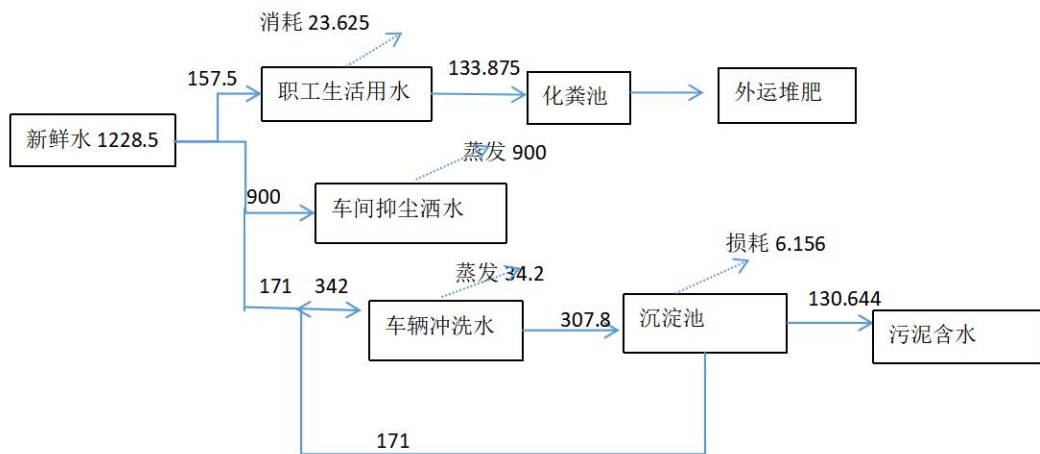 消耗 23.625
157.5
职工生活用水
133.875
化粪池
外运堆肥
新鲜水 1228.5
蒸发 900
900
车间抑尘洒水
损耗 6.156
171
342
蒸发 34.2
车辆冲洗水
307.8
沉淀池
130.644
污泥含水
171